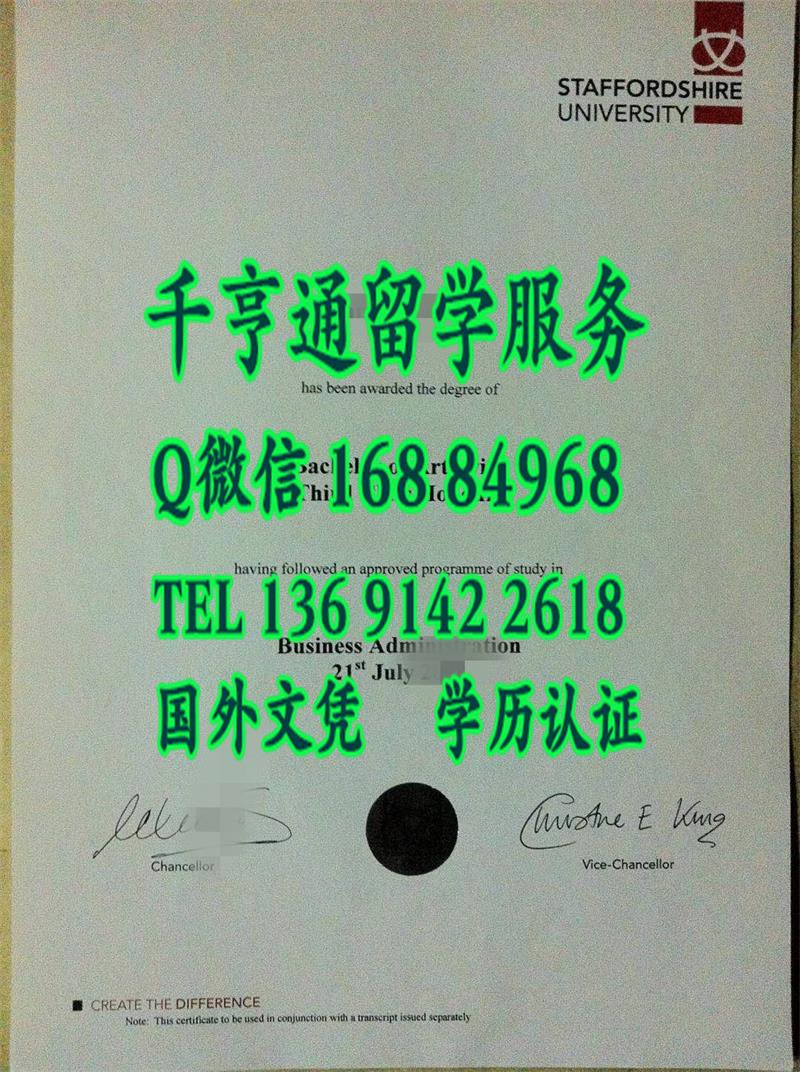 STAFFORDSHIRE
UNIVERSITY
千亨通留学服务
has been awarded the degree of
Q微信 168 84968
having followed an approved programme of study in
TEL 136 9142 2618
Business Administration
21st July
国外文凭 学历认证
Christine E King
Chancellor
Vice-Chancellor
CREATE THE DIFFERENCE
Note: This certificate to be used in conjunction with a transcript issued separately